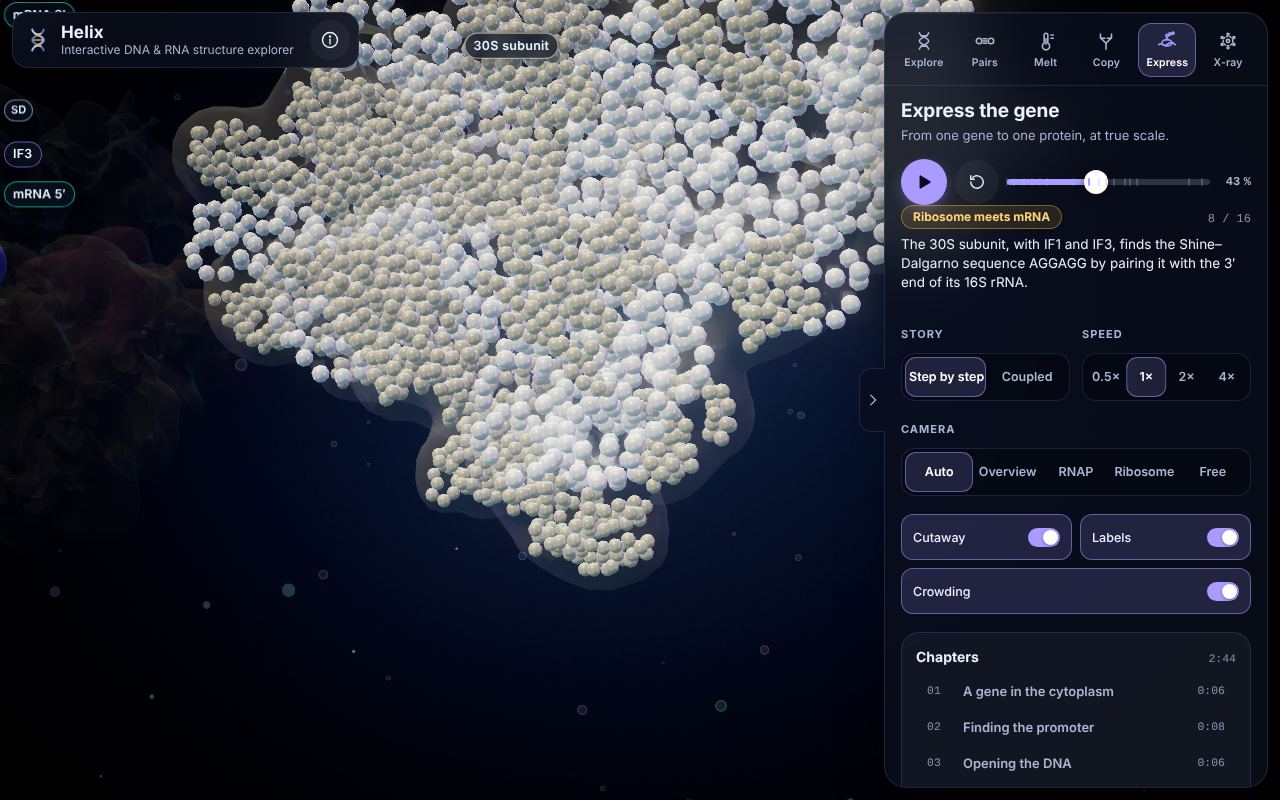 Helix
Interactive DNA & RNA structure explorer
30S subunit
SD
IF3
mRNA 5′
Explore
Pairs
Melt
Copy
Express
X-ray
Express the gene
From one gene to one protein, at true scale.
43 %
Ribosome meets mRNA
8 / 16
The 30S subunit, with IF1 and IF3, finds the Shine–
Dalgarno sequence AGGAGG by pairing it with the 3′
end of its 16S rRNA.
STORY
SPEED
Step by step
Coupled
0.5×
1×
2×
4×
CAMERA
Auto
Overview
RNAP
Ribosome
Free
Cutaway
Labels
Crowding
Chapters
2:44
01
A gene in the cytoplasm
0:06
02
Finding the promoter
0:08
03
Opening the DNA
0:06